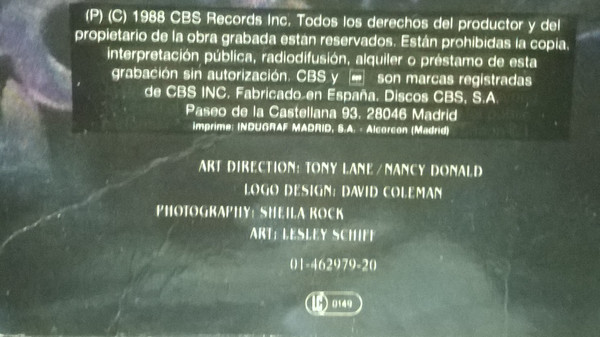 (P) (C) 1988 CBS Records Inc. Todos los derechos del productor y del
propietario de la obra grabada están reservados. Están prohibidas la copia,
interpretación pública, radiodifusión, alquiler o préstamo de esta
grabación sin autorización. CBS y son marcas registradas
de CBS INC. Fabricado en España. Discos CBS, S.A.
Paseo de la Castellana 93. 28046 Madrid
Imprime: INDUGRAF MADRID, S.A. - Alcorcon (Madrid)
ART DIRECTION: TONY LANE/NANCY DONALD
LOGO DESIGN: DAVID COLEMAN
PHOTOGRAPHY: SHEILA ROCK
ART: LESLEY SCHIFF
01-462979-20
LC 0149